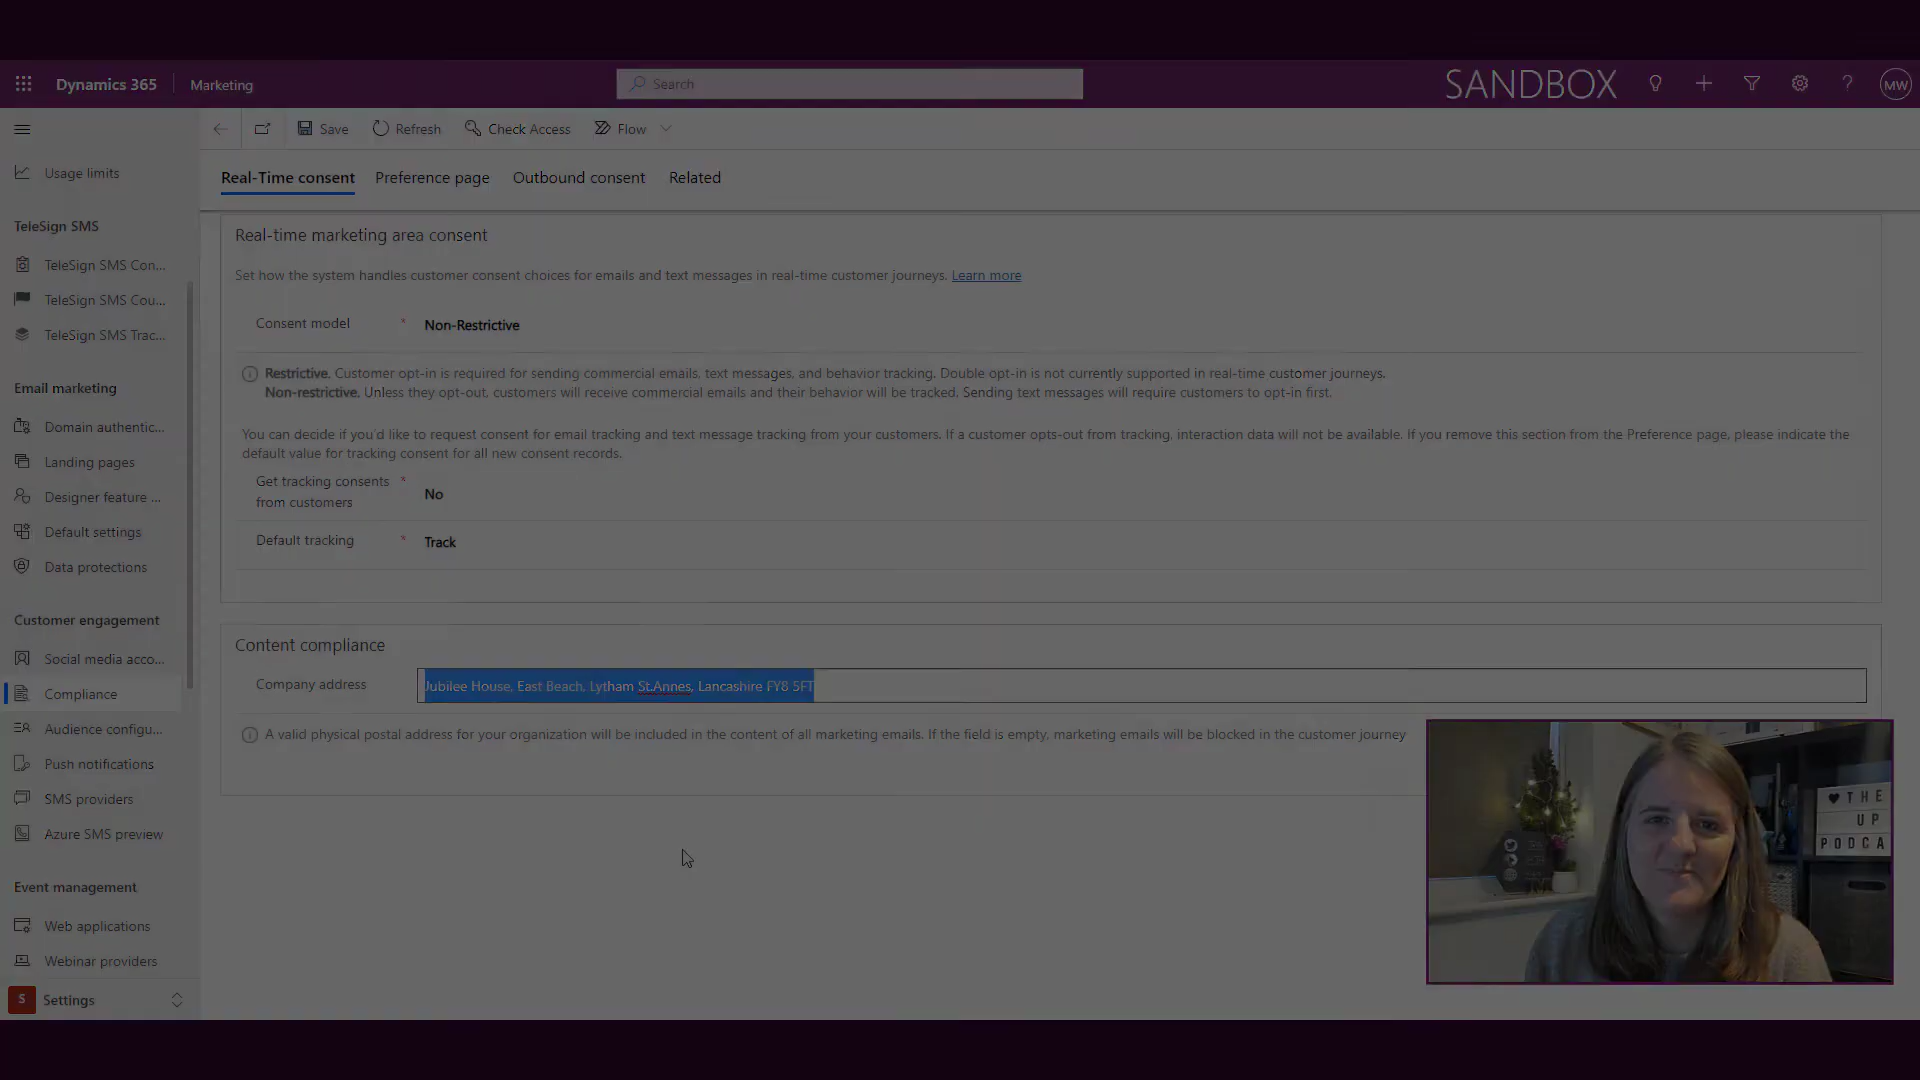 Dynamics 365
Marketing
Search
SANDBOX
MW
Save
Refresh
Check Access
Flow
Usage limits
TeleSign SMS
TeleSign SMS Con...
TeleSign SMS Cou...
TeleSign SMS Trac...
Email marketing
Domain authentic...
Landing pages
Designer feature ...
Default settings
Data protections
Customer engagement
Social media acco...
Compliance
Audience configu...
Push notifications
SMS providers
Azure SMS preview
Event management
Web applications
Webinar providers
S
Settings
Real-Time consent
Preference page
Outbound consent
Related
Real-time marketing area consent
Set how the system handles customer consent choices for emails and text messages in real-time customer journeys. Learn more
Consent model * Non-Restrictive
Restrictive. Customer opt-in is required for sending commercial emails, text messages, and behavior tracking. Double opt-in is not currently supported in real-time customer journeys.
Non-restrictive. Unless they opt-out, customers will receive commercial emails and their behavior will be tracked. Sending text messages will require customers to opt-in first.
You can decide if you'd like to request consent for email tracking and text message tracking from your customers. If a customer opts-out from tracking, interaction data will not be available. If you remove this section from the Preference page, please indicate the
default value for tracking consent for all new consent records.
Get tracking consents *
from customers
No
Default tracking * Track
Content compliance
Company address
Jubilee House, East Beach, Lytham St.Annes, Lancashire FY8 5FT
A valid physical postal address for your organization will be included in the content of all marketing emails. If the field is empty, marketing emails will be blocked in the customer journey
THE
UP
PODCA